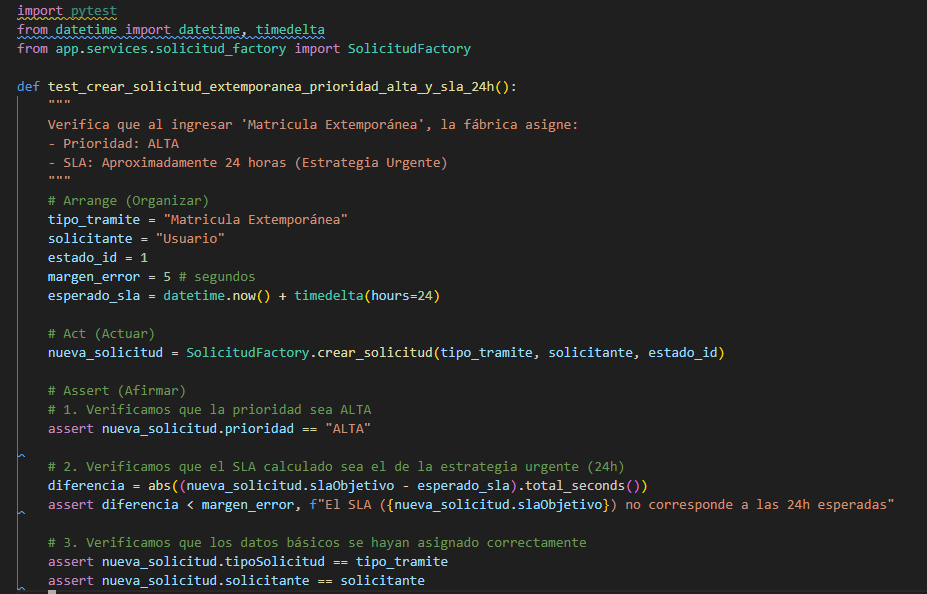 import pytest
from datetime import datetime, timedelta
from app.services.solicitud_factory import SolicitudFactory
def test_crear_solicitud_extemporanea_prioridad_alta_y_sla_24h():
"""
Verifica que al ingresar 'Matricula Extemporánea', la fábrica asigne:
- Prioridad: ALTA
- SLA: Aproximadamente 24 horas (Estrategia Urgente)
"""
# Arrange (Organizar)
tipo_tramite = "Matricula Extemporánea"
solicitante = "Usuario"
estado_id = 1
margen_error = 5 # segundos
esperado_sla = datetime.now() + timedelta(hours=24)
# Act (Actuar)
nueva_solicitud = SolicitudFactory.crear_solicitud(tipo_tramite, solicitante, estado_id)
# Assert (Afirmar)
# 1. Verificamos que la prioridad sea ALTA
assert nueva_solicitud.prioridad == "ALTA"
# 2. Verificamos que el SLA calculado sea el de la estrategia urgente (24h)
diferencia = abs((nueva_solicitud.slaObjetivo - esperado_sla).total_seconds())
assert diferencia < margen_error, f"El SLA ({nueva_solicitud.slaObjetivo}) no corresponde a las 24h esperadas"
# 3. Verificamos que los datos básicos se hayan asignado correctamente
assert nueva_solicitud.tipoSolicitud == tipo_tramite
assert nueva_solicitud.solicitante == solicitante